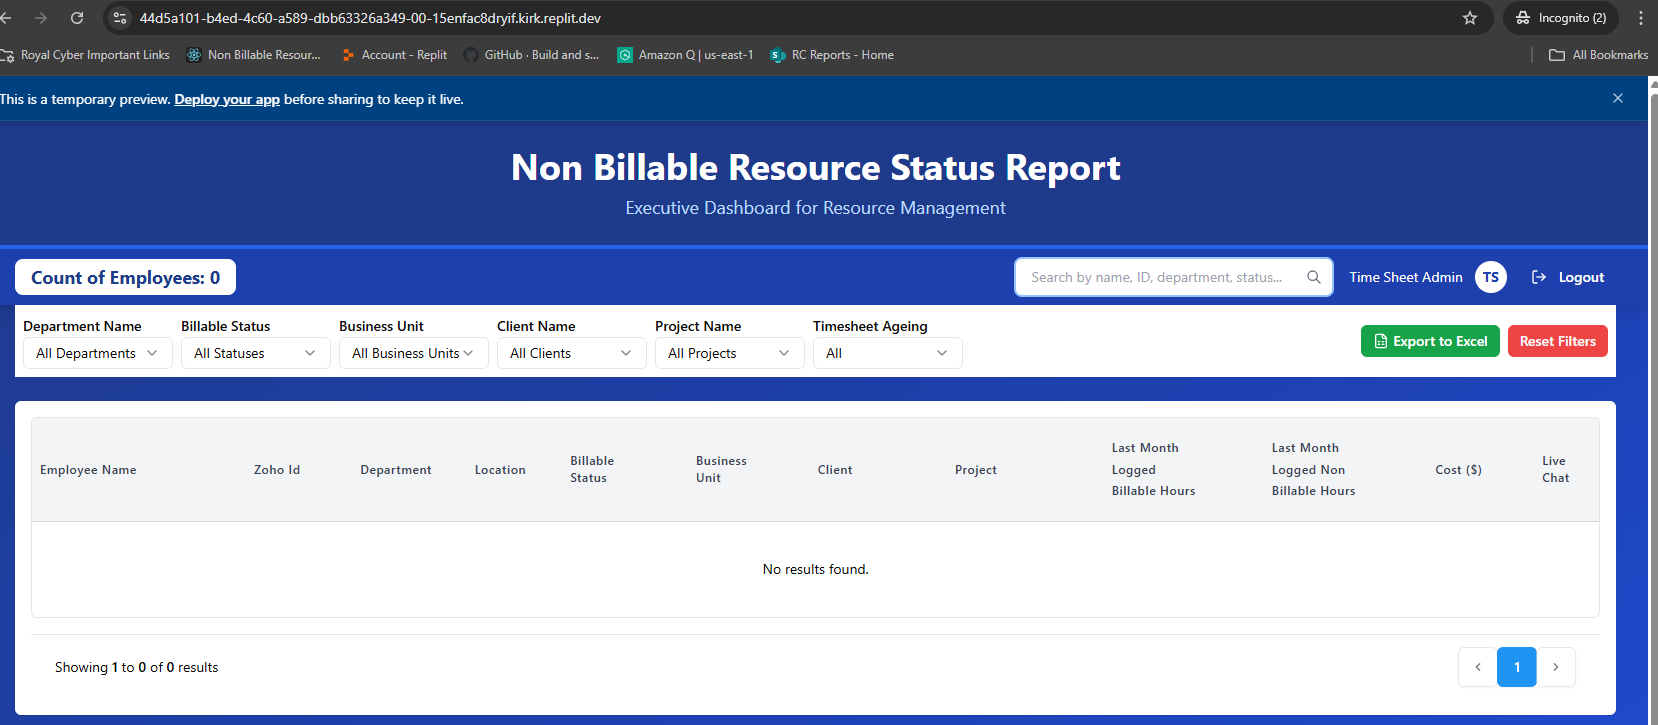 44d5a101-b4ed-4c60-a589-dbb63326a349-00-15enfac8dryif.kirk.replit.dev
Incognito (2)
Royal Cyber Important Links
Non Billable Resour...
Account - Replit
GitHub · Build and s...
Amazon Q | us-east-1
RC Reports - Home
All Bookmarks
This is a temporary preview. Deploy your app before sharing to keep it live.
Non Billable Resource Status Report
Executive Dashboard for Resource Management
Count of Employees: 0
Search by name, ID, department, status...
Time Sheet Admin
TS
Logout
Department Name
Billable Status
Business Unit
Client Name
Project Name
Timesheet Ageing
All Departments
All Statuses
All Business Units
All Clients
All Projects
All
Export to Excel
Reset Filters
Employee Name
Zoho Id
Department
Location
Billable
Status
Business
Unit
Client
Project
Last Month
Logged
Billable Hours
Last Month
Logged Non
Billable Hours
Cost ($)
Live
Chat
No results found.
Showing 1 to 0 of 0 results
1